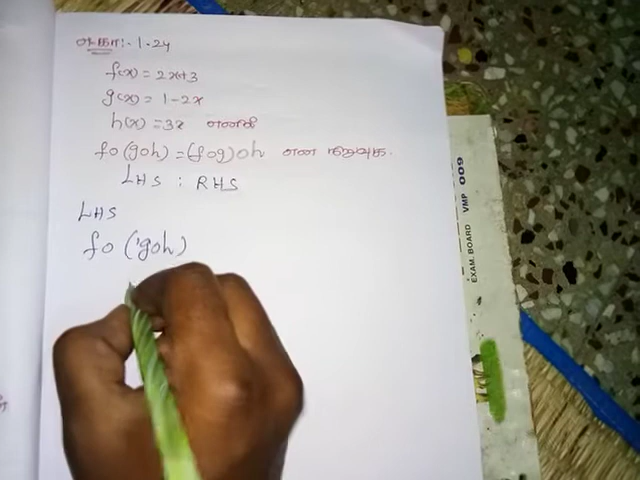 எ.கா:- 1.24
f(x) = 2x+3
g(x) = 1-2x
h(x) = 3x எனில்
fo(goh) = (fog)oh என நிறுவுக.
LHS : RHS
LHS
fo (goh)
EXAM. BOARD VMP 009